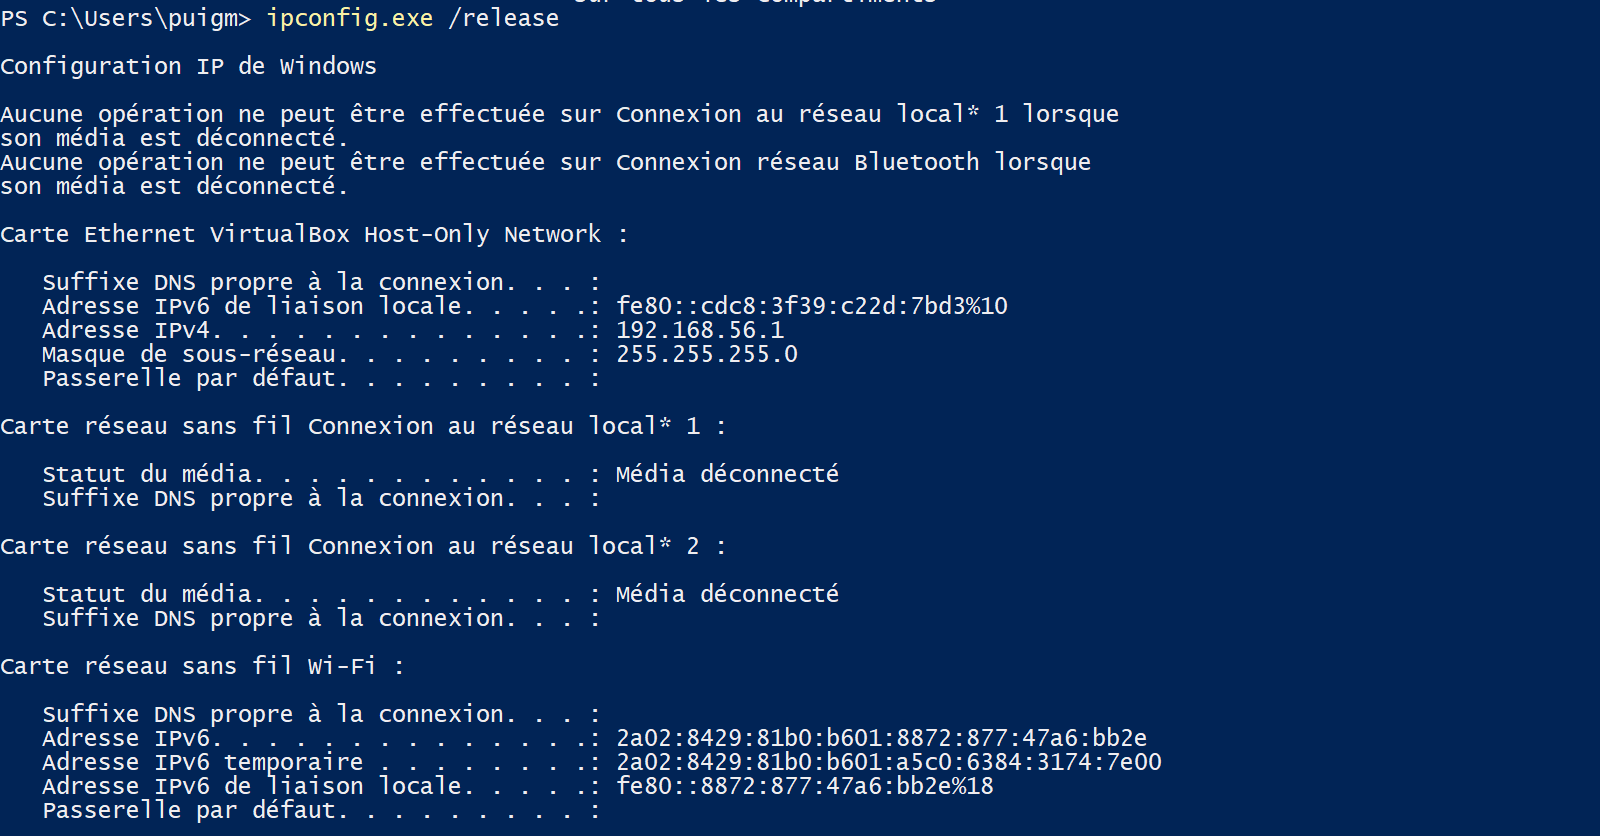 PS C:\Users\puigm> ipconfig.exe /release
Configuration IP de Windows
Aucune opération ne peut être effectuée sur Connexion au réseau local* 1 lorsque
son média est déconnecté.
Aucune opération ne peut être effectuée sur Connexion réseau Bluetooth lorsque
son média est déconnecté.
Carte Ethernet VirtualBox Host-Only Network :
Suffixe DNS propre à la connexion. . . :
Adresse IPv6 de liaison locale. . . . .: fe80::cdc8:3f39:c22d:7bd3%10
Adresse IPv4. . . . . . . . . . . . . .: 192.168.56.1
Masque de sous-réseau. . . . . . . . . : 255.255.255.0
Passerelle par défaut. . . . . . . . . :
Carte réseau sans fil Connexion au réseau local* 1 :
Statut du média. . . . . . . . . . . . : Média déconnecté
Suffixe DNS propre à la connexion. . . :
Carte réseau sans fil Connexion au réseau local* 2 :
Statut du média. . . . . . . . . . . . : Média déconnecté
Suffixe DNS propre à la connexion. . . :
Carte réseau sans fil Wi-Fi :
Suffixe DNS propre à la connexion. . . :
Adresse IPv6. . . . . . . . . . . . . .: 2a02:8429:81b0:b601:8872:877:47a6:bb2e
Adresse IPv6 temporaire . . . . . . . .: 2a02:8429:81b0:b601:a5c0:6384:3174:7e00
Adresse IPv6 de liaison locale. . . . .: fe80::8872:877:47a6:bb2e%18
Passerelle par défaut. . . . . . . . . :